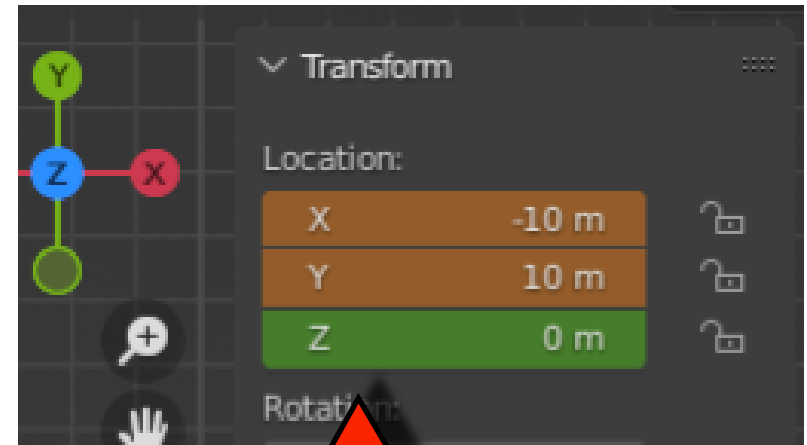 Y
Transform
Z X
Location:
X -10 m
Y 10 m
Z 0 m
Rotation: